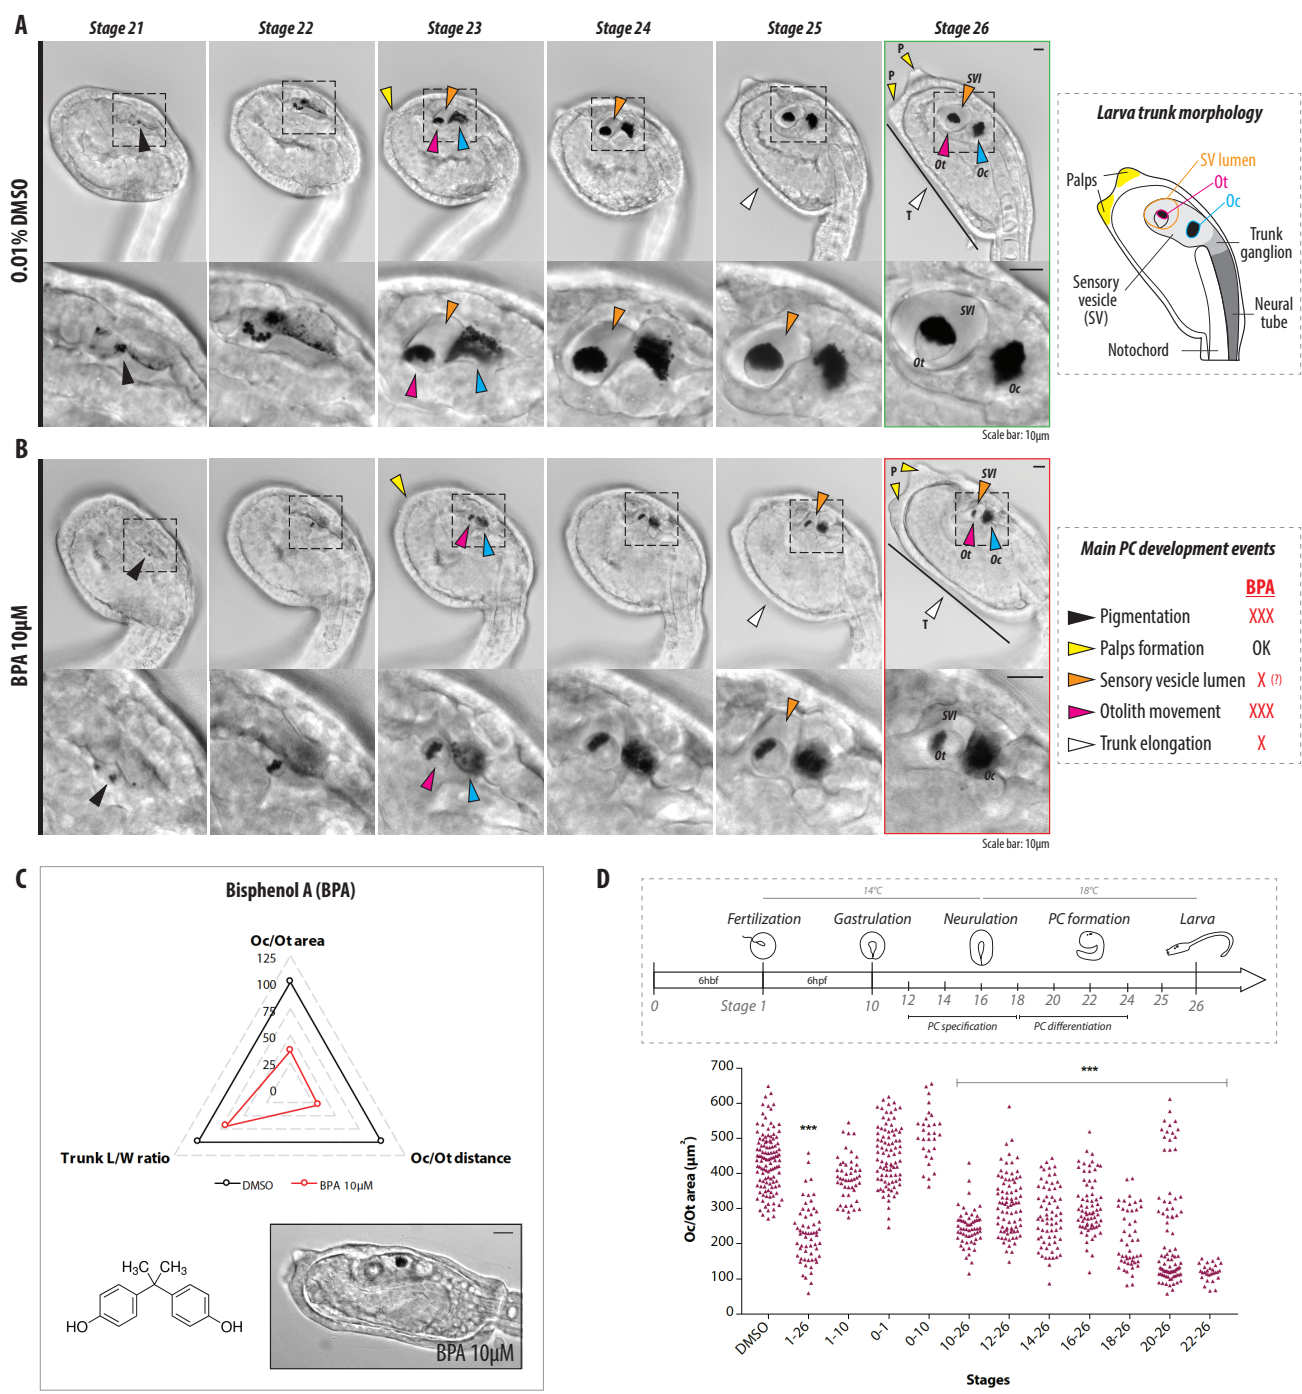 A
Stage 21
Stage 22
Stage 23
Stage 24
Stage 25
Stage 26
0.01% DMSO
P
P
SVl
Ot
Oc
T
SVl
Ot
Oc
Scale bar: 10µm
Larva trunk morphology
SV lumen
Ot
Oc
Palps
Trunk
ganglion
Sensory
vesicle
(SV)
Neural
tube
Notochord
B
BPA 10µM
P
SVl
Ot
Oc
T
SVl
Ot
Oc
Scale bar: 10µm
Main PC development events
BPA
Pigmentation XXX
Palps formation OK
Sensory vesicle lumen X (?)
Otolith movement XXX
Trunk elongation X
C
Bisphenol A (BPA)
Oc/Ot area
125
100
75
50
25
0
Trunk L/W ratio
Oc/Ot distance
DMSO
BPA 10µM
H₃C CH₃
HO
OH
BPA 10µM
D
14°C
18°C
Fertilization
Gastrulation
Neurulation
PC formation
Larva
6hbf
6hpf
0
Stage 1
10
12
14
16
18
20
22
24
25
26
PC specification
PC differentiation
Oc/Ot area (µm²)
700
600
500
400
300
200
100
0
***
***
DMSO
1-26
1-10
0-1
0-10
10-26
12-26
14-26
16-26
18-26
20-26
22-26
Stages